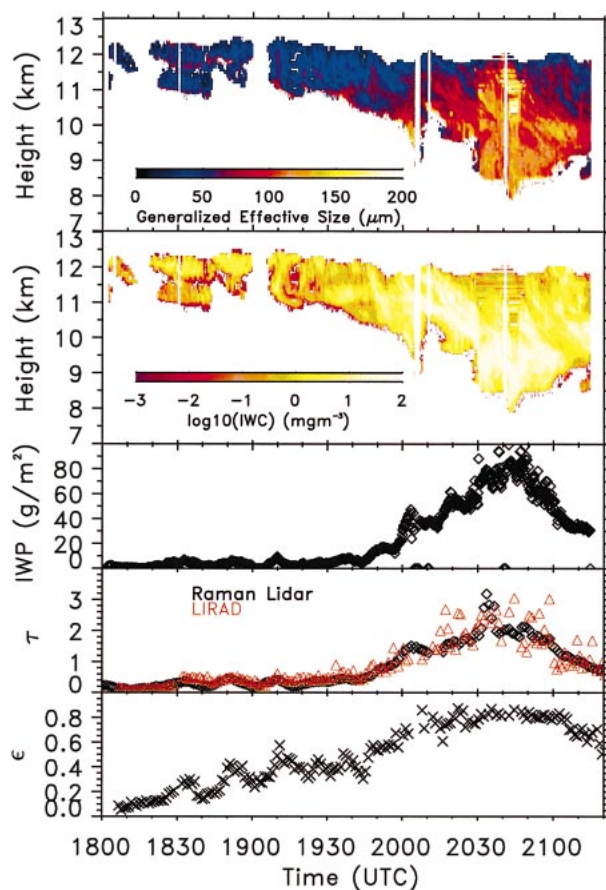 13
12
11
10
9
8
7
Height (km)
0 50 100 150 200
Generalized Effective Size (μm)
13
12
11
10
9
8
7
Height (km)
−3 −2 −1 0 1 2
log10(IWC) (mgm⁻³)
80
60
40
20
0
IWP (g/m²)
Raman Lidar
LIRAD
3
2
1
0
τ
0.8
0.6
0.4
0.2
0.0
ϵ
1800 1830 1900 1930 2000 2030 2100
Time (UTC)